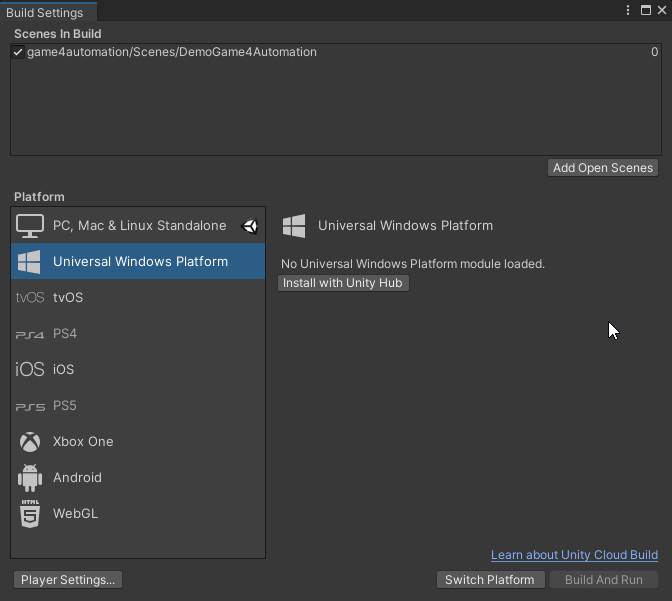 Build Settings
Scenes In Build
game4automation/Scenes/DemoGame4Automation 0
Add Open Scenes
Platform
PC, Mac & Linux Standalone
Universal Windows Platform
tvOS tvOS
PS4 PS4
iOS iOS
PS5 PS5
Xbox One
Android
HTML 5 WebGL
Universal Windows Platform
No Universal Windows Platform module loaded.
Install with Unity Hub
Learn about Unity Cloud Build
Player Settings...
Switch Platform
Build And Run